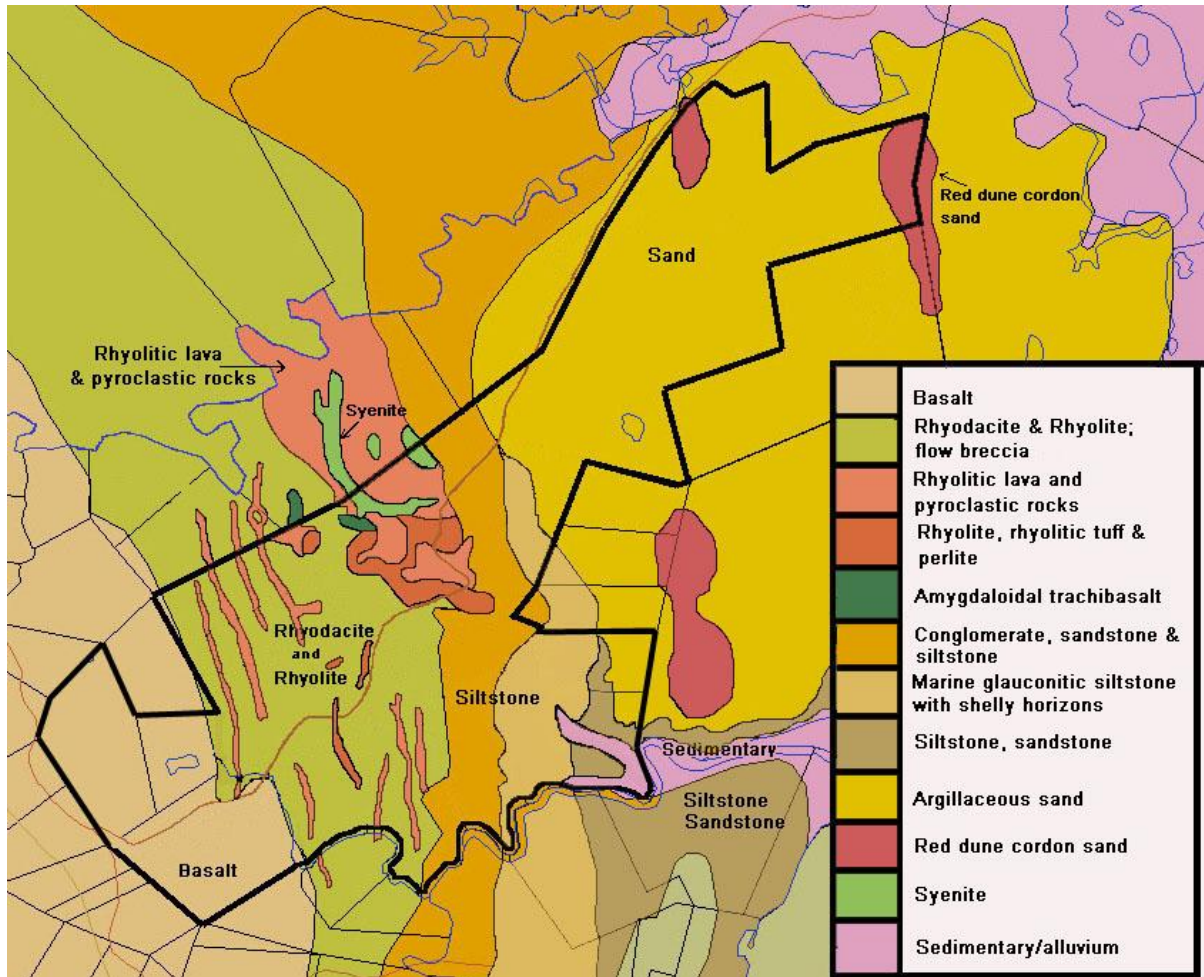 Red dune cordon
sand
Sand
Rhyolitic lava
& pyroclastic rocks
Syenite
Rhyodacite
and
Rhyolite
Siltstone
Sedimentary
Siltstone
Sandstone
Basalt
Basalt
Rhyodacite & Rhyolite;
flow breccia
Rhyolitic lava and
pyroclastic rocks
Rhyolite, rhyolitic tuff &
perlite
Amygdaloidal trachibasalt
Conglomerate, sandstone &
siltstone
Marine glauconitic siltstone
with shelly horizons
Siltstone, sandstone
Argillaceous sand
Red dune cordon sand
Syenite
Sedimentary/alluvium